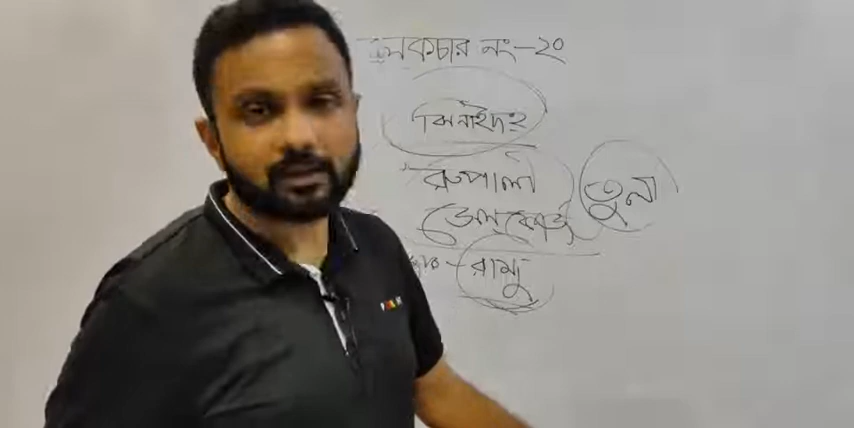 লেকচার নং-২০
ঝিনাইদহ
রুপালী
তুলা
রামু